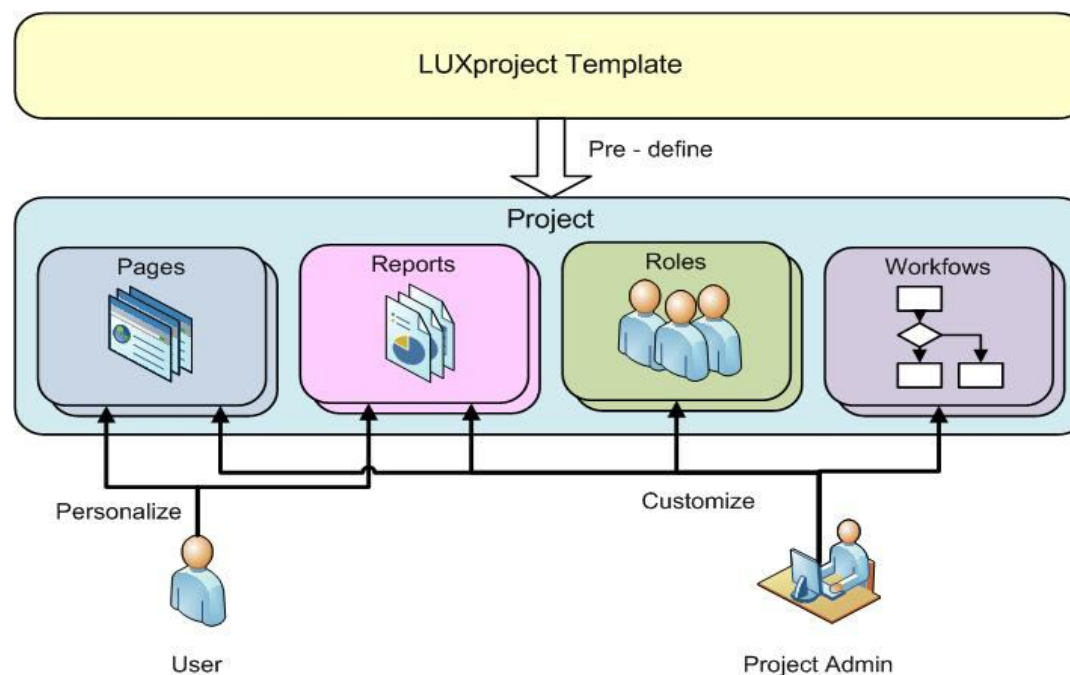 LUXproject Template
Pre - define
Project
Pages
Reports
Roles
Workfows
Personalize
Customize
User
Project Admin